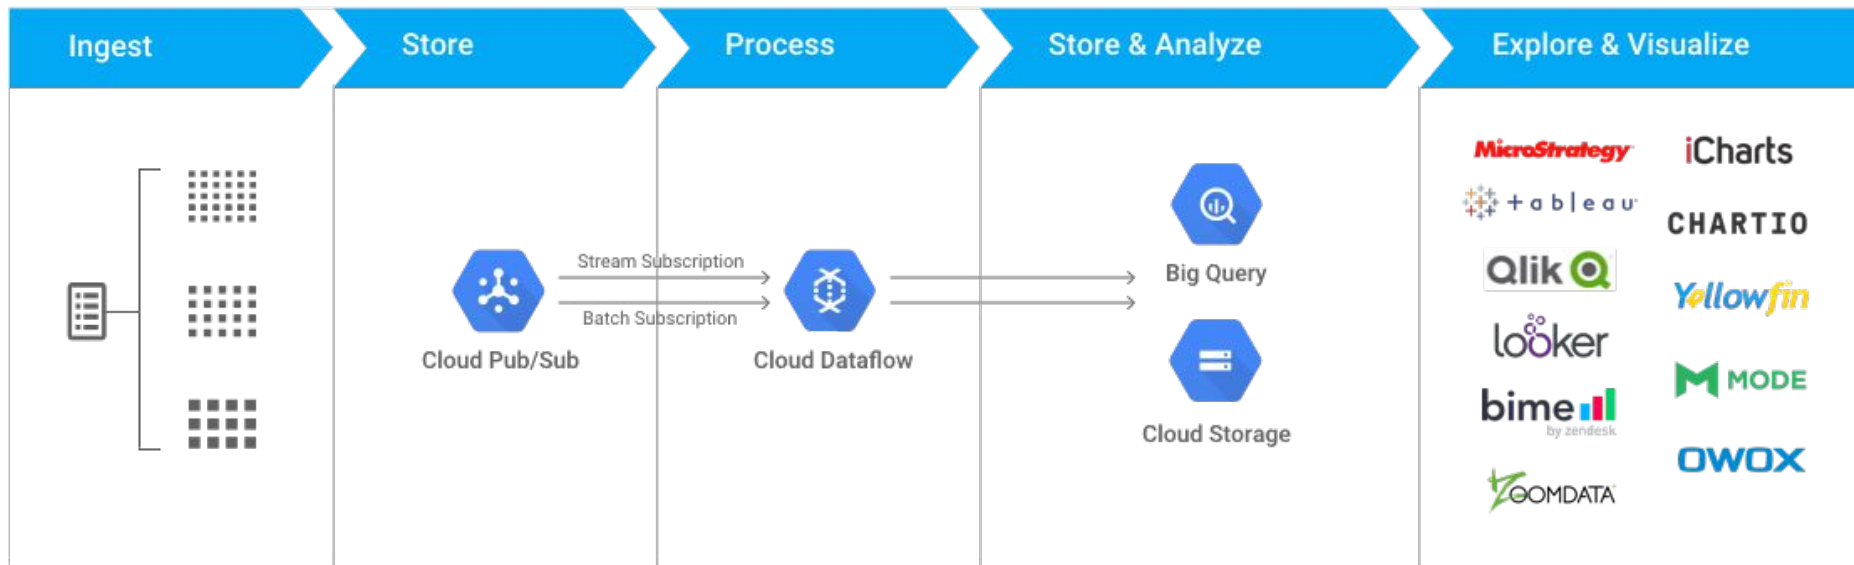 Ingest
Store
Process
Store & Analyze
Explore & Visualize
Stream Subscription
Batch Subscription
Cloud Pub/Sub
Cloud Dataflow
Big Query
Cloud Storage
MicroStrategy
iCharts
+ a b | e a u
CHARTIO
Qlik Q
Yellowfin
looker
MODE
bime
by zendesk
OWOX
ZOOMDATA